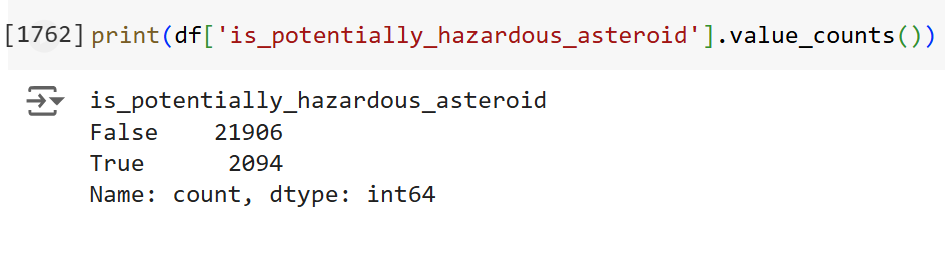 [1762] print(df['is_potentially_hazardous_asteroid'].value_counts())
is_potentially_hazardous_asteroid
False    21906
True      2094
Name: count, dtype: int64